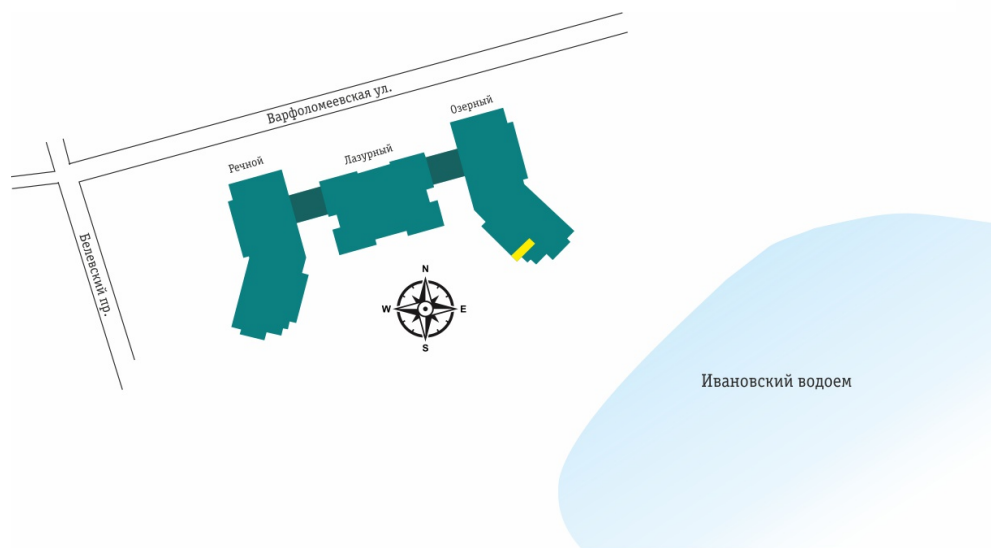 Варфоломеевская ул.
Озерный
Лазурный
Речной
Белевский пр.
N
W
E
S
Ивановский водоем